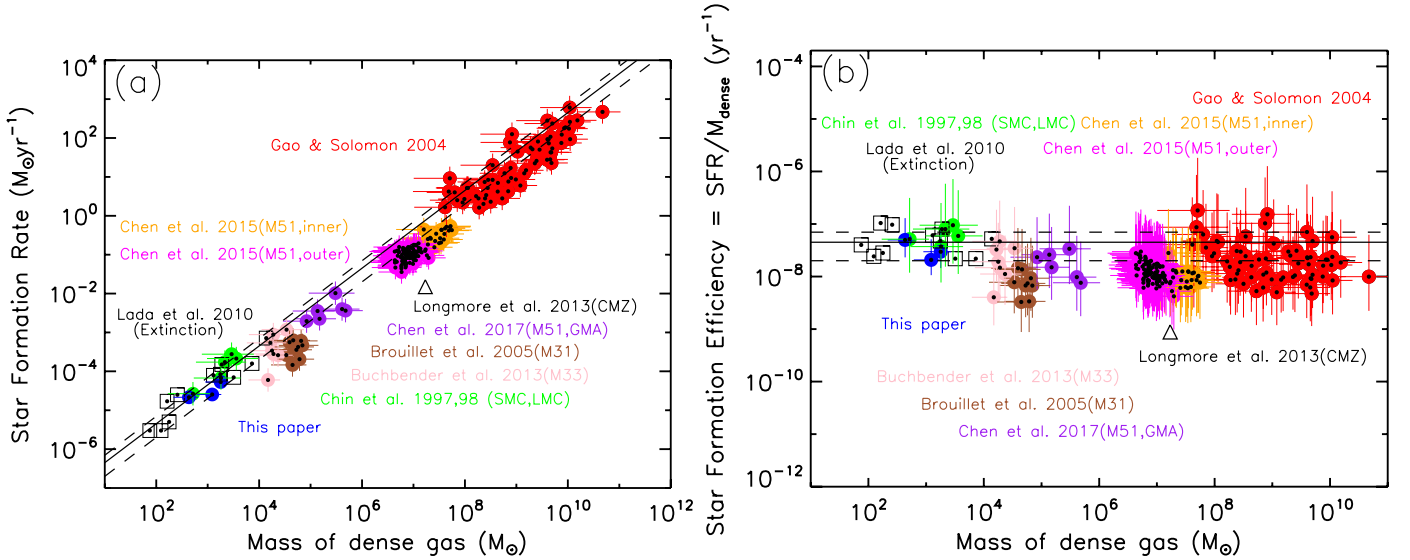 (a)
10^4
10^2
10^0
10^-2
10^-4
10^-6
Star Formation Rate (M⊙yr^-1)
Gao & Solomon 2004
Chen et al. 2015(M51,inner)
Chen et al. 2015(M51,outer)
Longmore et al. 2013(CMZ)
Lada et al. 2010
(Extinction)
Chen et al. 2017(M51,GMA)
Brouillet et al. 2005(M31)
Buchbender et al. 2013(M33)
Chin et al. 1997,98 (SMC,LMC)
This paper
10^2 10^4 10^6 10^8 10^10 10^12
Mass of dense gas (M⊙)
(b)
10^-4
10^-6
10^-8
10^-10
10^-12
Star Formation Efficiency = SFR/M_dense (yr^-1)
Gao & Solomon 2004
Chin et al. 1997,98 (SMC,LMC) Chen et al. 2015(M51,inner)
Lada et al. 2010 Chen et al. 2015(M51,outer)
(Extinction)
This paper
Longmore et al. 2013(CMZ)
Buchbender et al. 2013(M33)
Brouillet et al. 2005(M31)
Chen et al. 2017(M51,GMA)
10^2 10^4 10^6 10^8 10^10
Mass of dense gas (M⊙)